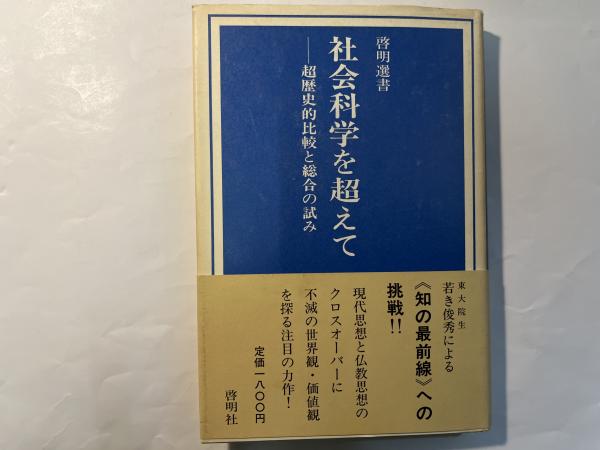 啓明選書
社会科学を超えて
――超歴史的比較と総合の試み
東大院生
若き俊秀による
《知の最前線》への
挑戦!!
現代思想と仏教思想の
クロスオーバーに
不滅の世界観・価値観
を探る注目の力作!
定価一八〇〇円
啓明社